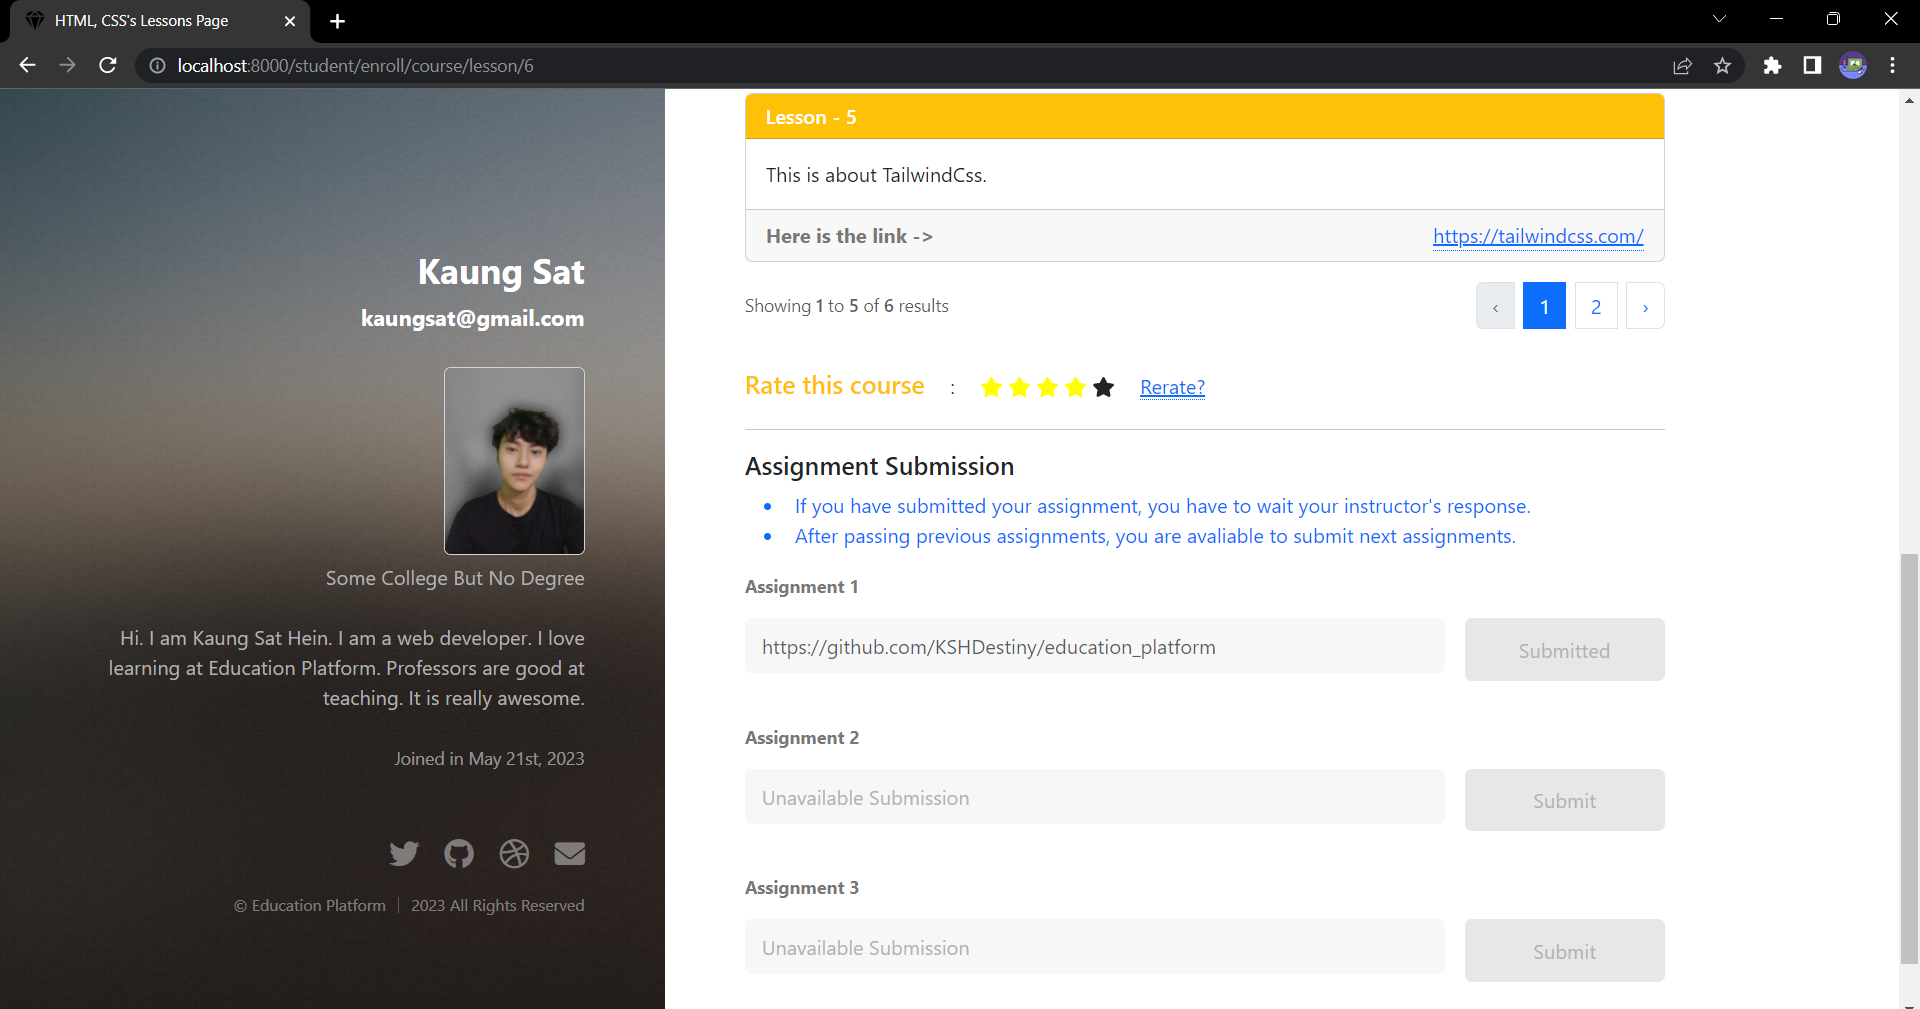 HTML, CSS's Lessons Page
localhost:8000/student/enroll/course/lesson/6
Kaung Sat
kaungsat@gmail.com
Some College But No Degree
Hi. I am Kaung Sat Hein. I am a web developer. I love
learning at Education Platform. Professors are good at
teaching. It is really awesome.
Joined in May 21st, 2023
© Education Platform | 2023 All Rights Reserved
Lesson - 5
This is about TailwindCss.
Here is the link -> https://tailwindcss.com/
Showing 1 to 5 of 6 results ‹ 1 2 ›
Rate this course : Rerate?
Assignment Submission
• If you have submitted your assignment, you have to wait your instructor's response.
• After passing previous assignments, you are avaliable to submit next assignments.
Assignment 1
https://github.com/KSHDestiny/education_platform Submitted
Assignment 2
Unavailable Submission Submit
Assignment 3
Unavailable Submission Submit